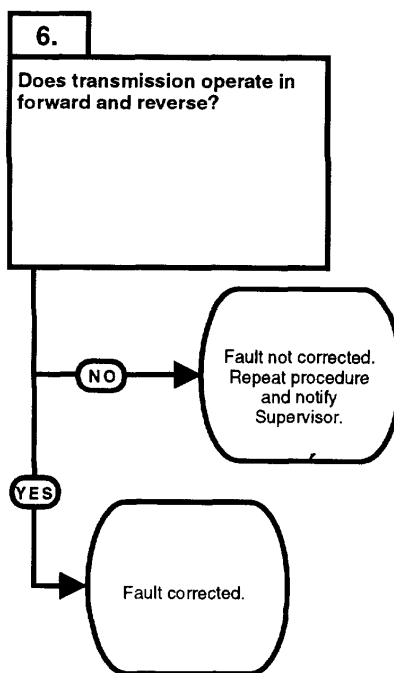 6.
Does transmission operate in
forward and reverse?
NO
Fault not corrected.
Repeat procedure
and notify
Supervisor.
YES
Fault corrected.